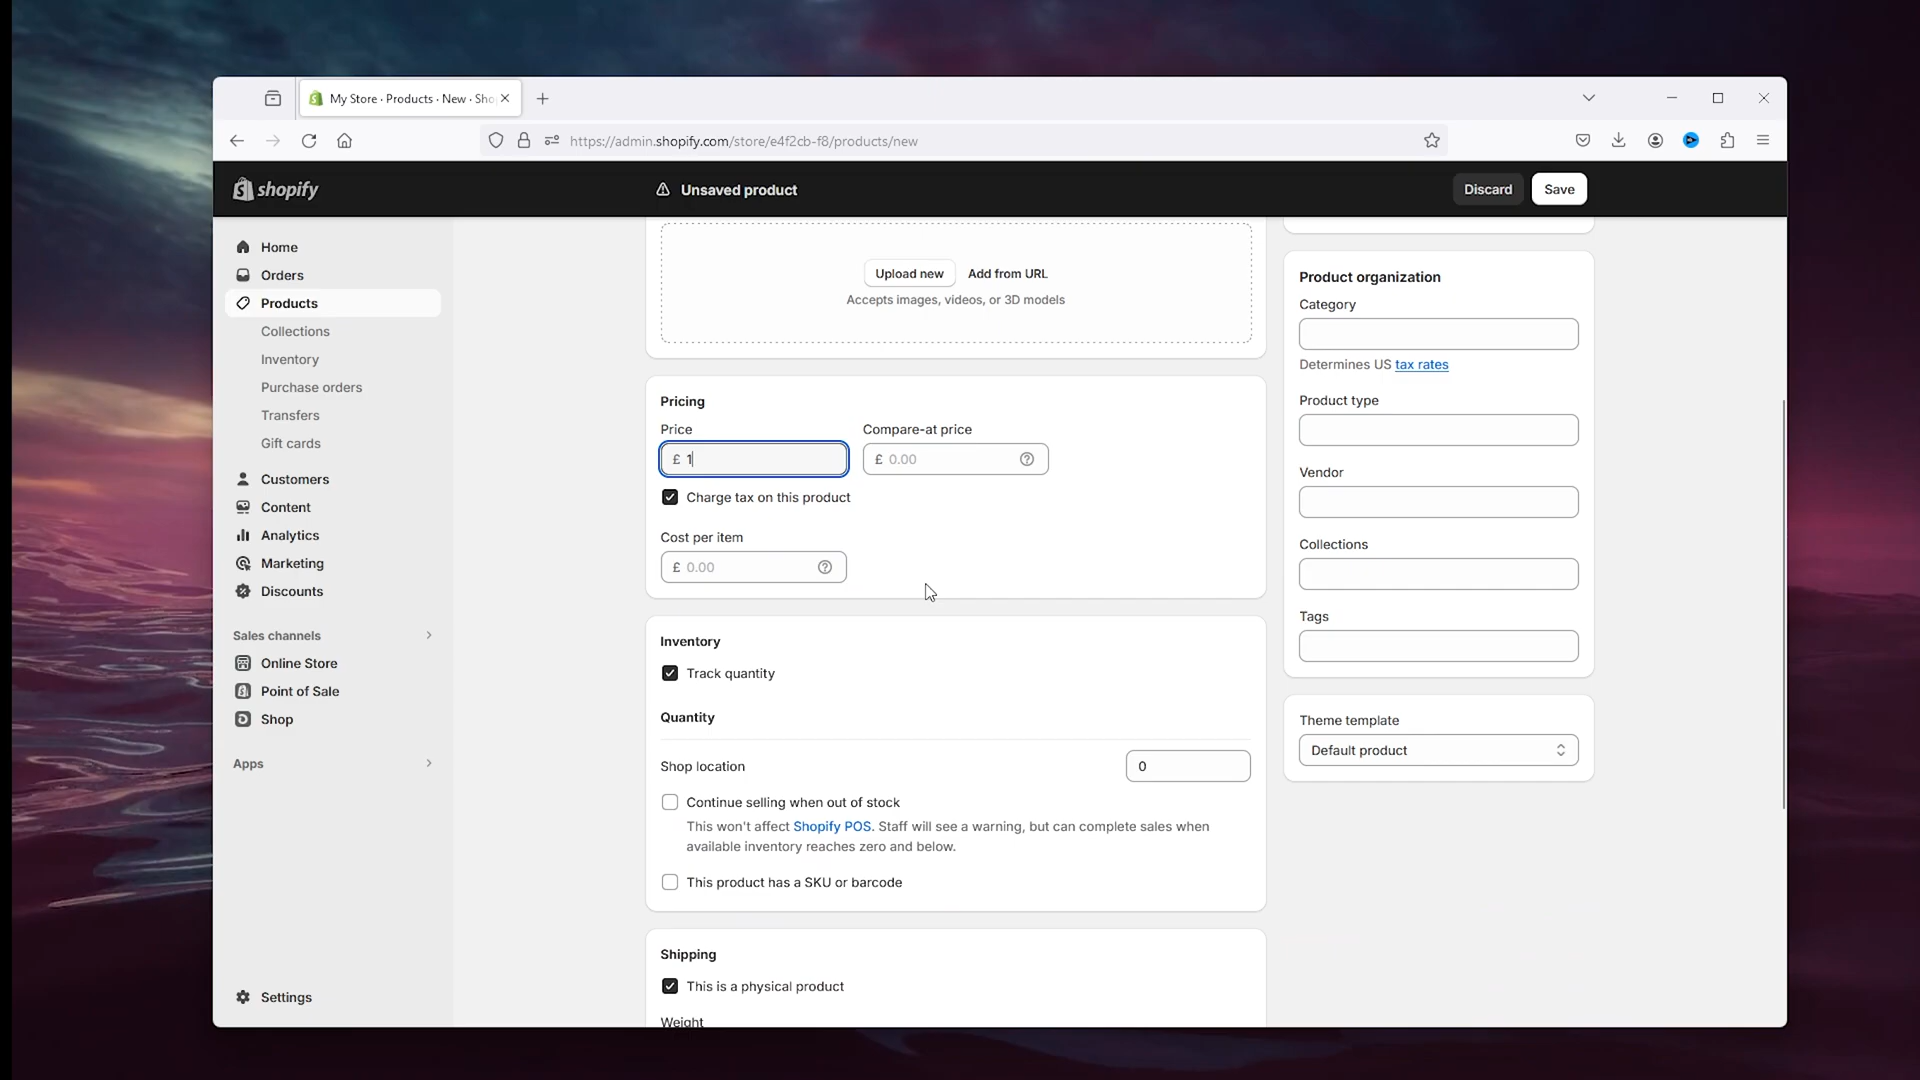 My Store · Products · New · Sho
https://admin.shopify.com/store/e4f2cb-f8/products/new
shopify
Unsaved product
Discard
Save
Home
Orders
Products
Collections
Inventory
Purchase orders
Transfers
Gift cards
Customers
Content
Analytics
Marketing
Discounts
Sales channels
Online Store
Point of Sale
Shop
Apps
Settings
Upload new Add from URL
Accepts images, videos, or 3D models
Pricing
Price Compare-at price
£ 1 £ 0.00
Charge tax on this product
Cost per item
£ 0.00
Inventory
Track quantity
Quantity
Shop location 0
Continue selling when out of stock
This won't affect Shopify POS. Staff will see a warning, but can complete sales when
available inventory reaches zero and below.
This product has a SKU or barcode
Shipping
This is a physical product
Weight
Product organization
Category
Determines US tax rates
Product type
Vendor
Collections
Tags
Theme template
Default product